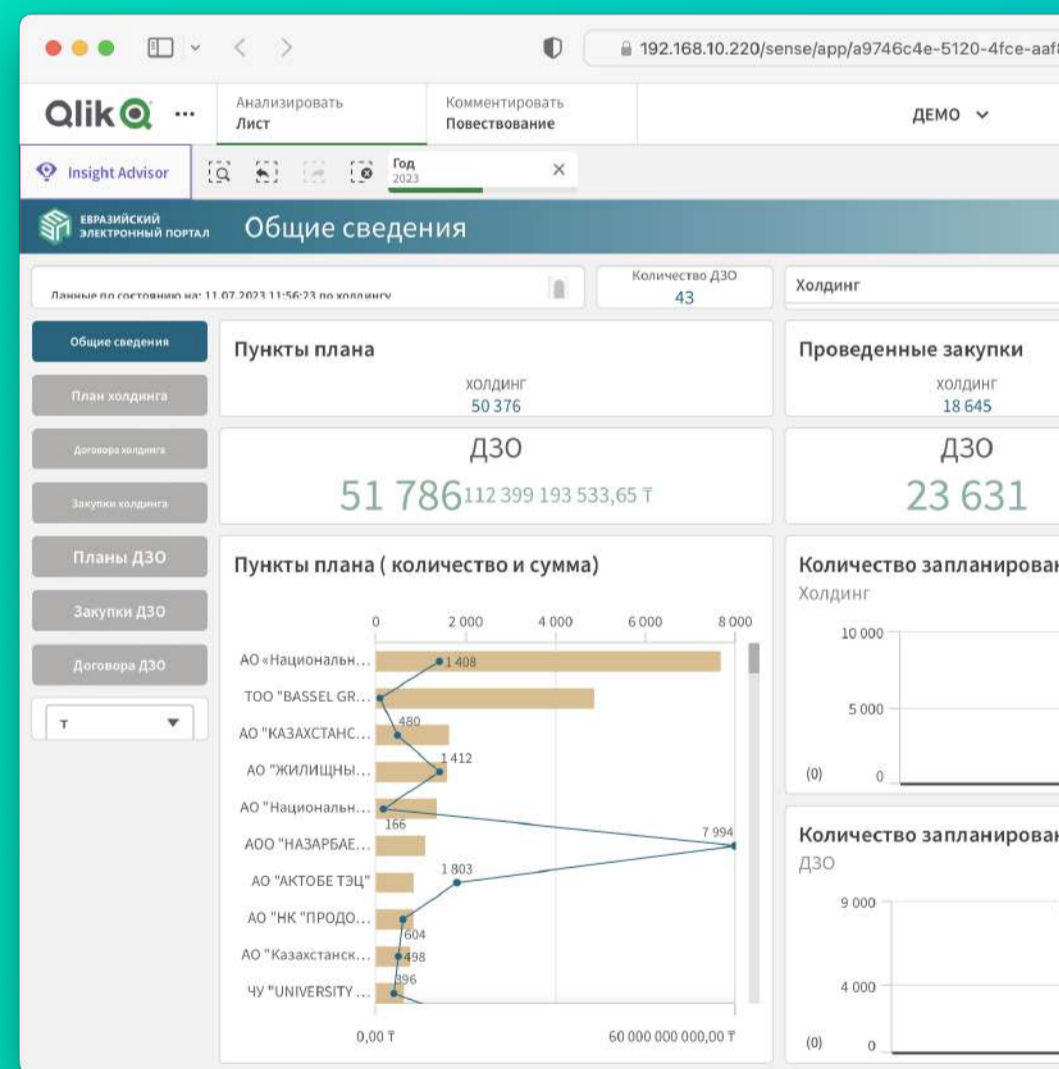 192.168.10.220/sense/app/a9746c4e-5120-4fce-aaf8
Qlik
Анализировать
Лист
Комментировать
Повествование
ДЕМО
Insight Advisor
Год
2023
ЕВРАЗИЙСКИЙ
ЭЛЕКТРОННЫЙ ПОРТАЛ
Общие сведения
Данные по состоянию на: 11.07.2023 11:56:23 по холдингу
Количество ДЗО
43
Холдинг
Общие сведения
План холдинга
Договора холдинга
Закупки холдинга
Планы ДЗО
Закупки ДЗО
Договора ДЗО
т
Пункты плана
холдинг
50 376
ДЗО
51 786 112 399 193 533,65 ₸
Проведенные закупки
холдинг
18 645
ДЗО
23 631
Пункты плана ( количество и сумма)
0 2 000 4 000 6 000 8 000
АО «Национальн...
1 408
ТОО "BASSEL GR...
АО "КАЗАХСТАНС...
480
АО "ЖИЛИЩНЫ...
1 412
АО "Национальн...
166
АОО "НАЗАРБАЕ...
7 994
АО "АКТОБЕ ТЭЦ"
1 803
АО "НК "ПРОДО...
604
АО "Казахстанск...
498
ЧУ "UNIVERSITY ...
396
0,00 ₸ 60 000 000 000,00 ₸
Количество запланирован
Холдинг
10 000
5 000
(0) 0
Количество запланирован
ДЗО
9 000
4 000
(0) 0